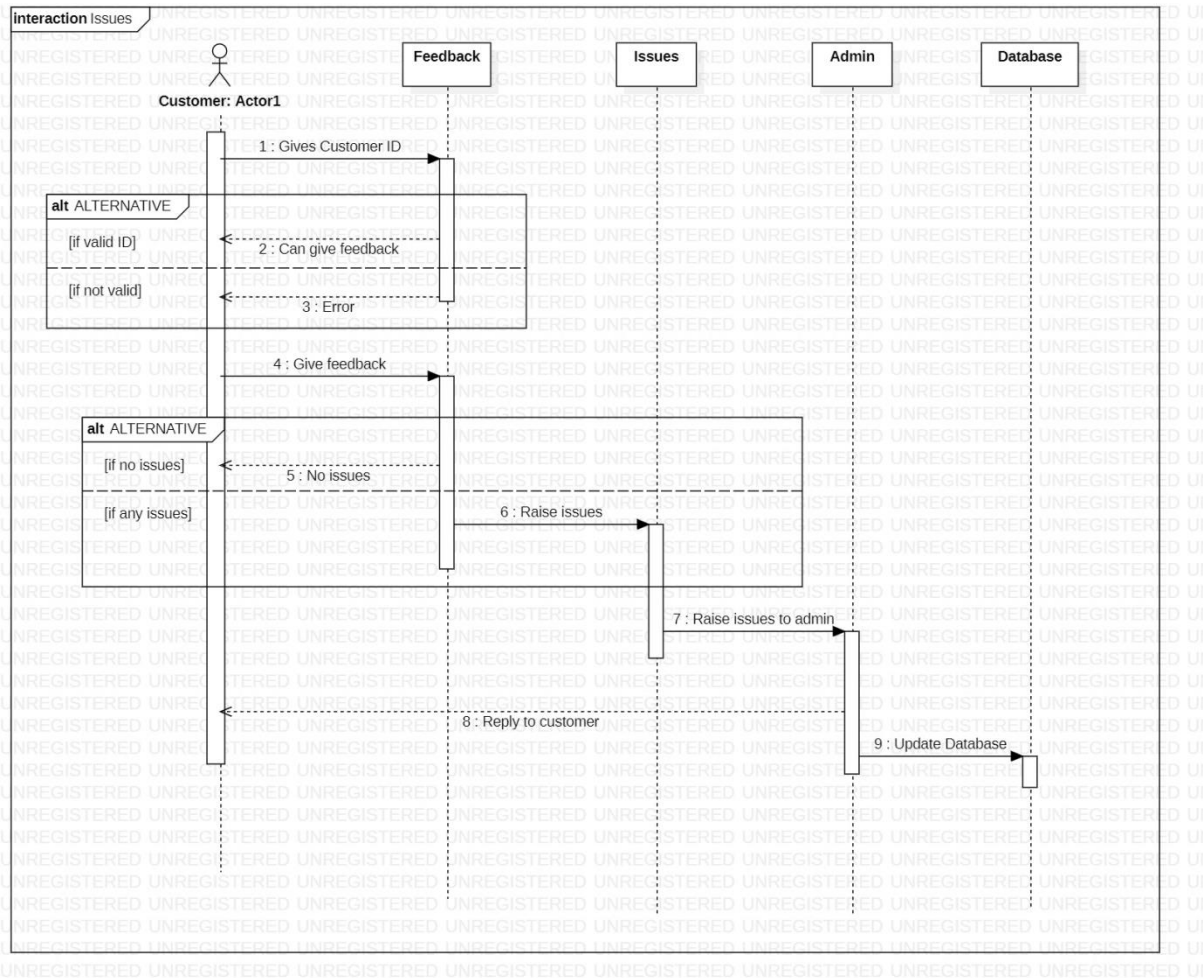 interaction Issues
Feedback
Issues
Admin
Database
Customer: Actor1
1 : Gives Customer ID
alt ALTERNATIVE
[if valid ID]
2 : Can give feedback
[if not valid]
3 : Error
4 : Give feedback
alt ALTERNATIVE
[if no issues]
5 : No issues
[if any issues]
6 : Raise issues
7 : Raise issues to admin
8 : Reply to customer
9 : Update Database
UNREGISTERED